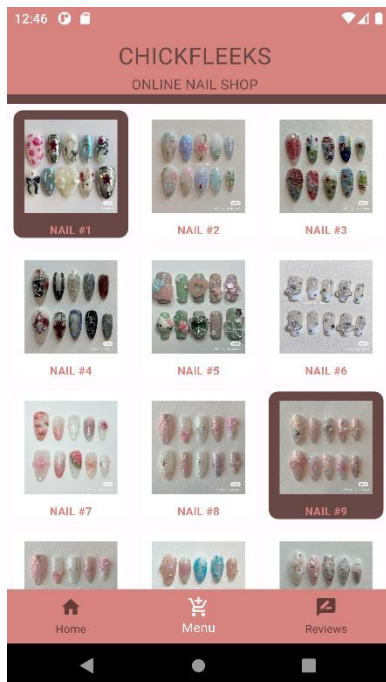 12:46
CHICKFLEEKS
ONLINE NAIL SHOP
NAIL #1
NAIL #2
NAIL #3
NAIL #4
NAIL #5
NAIL #6
NAIL #7
NAIL #8
NAIL #9
Home
Menu
Reviews